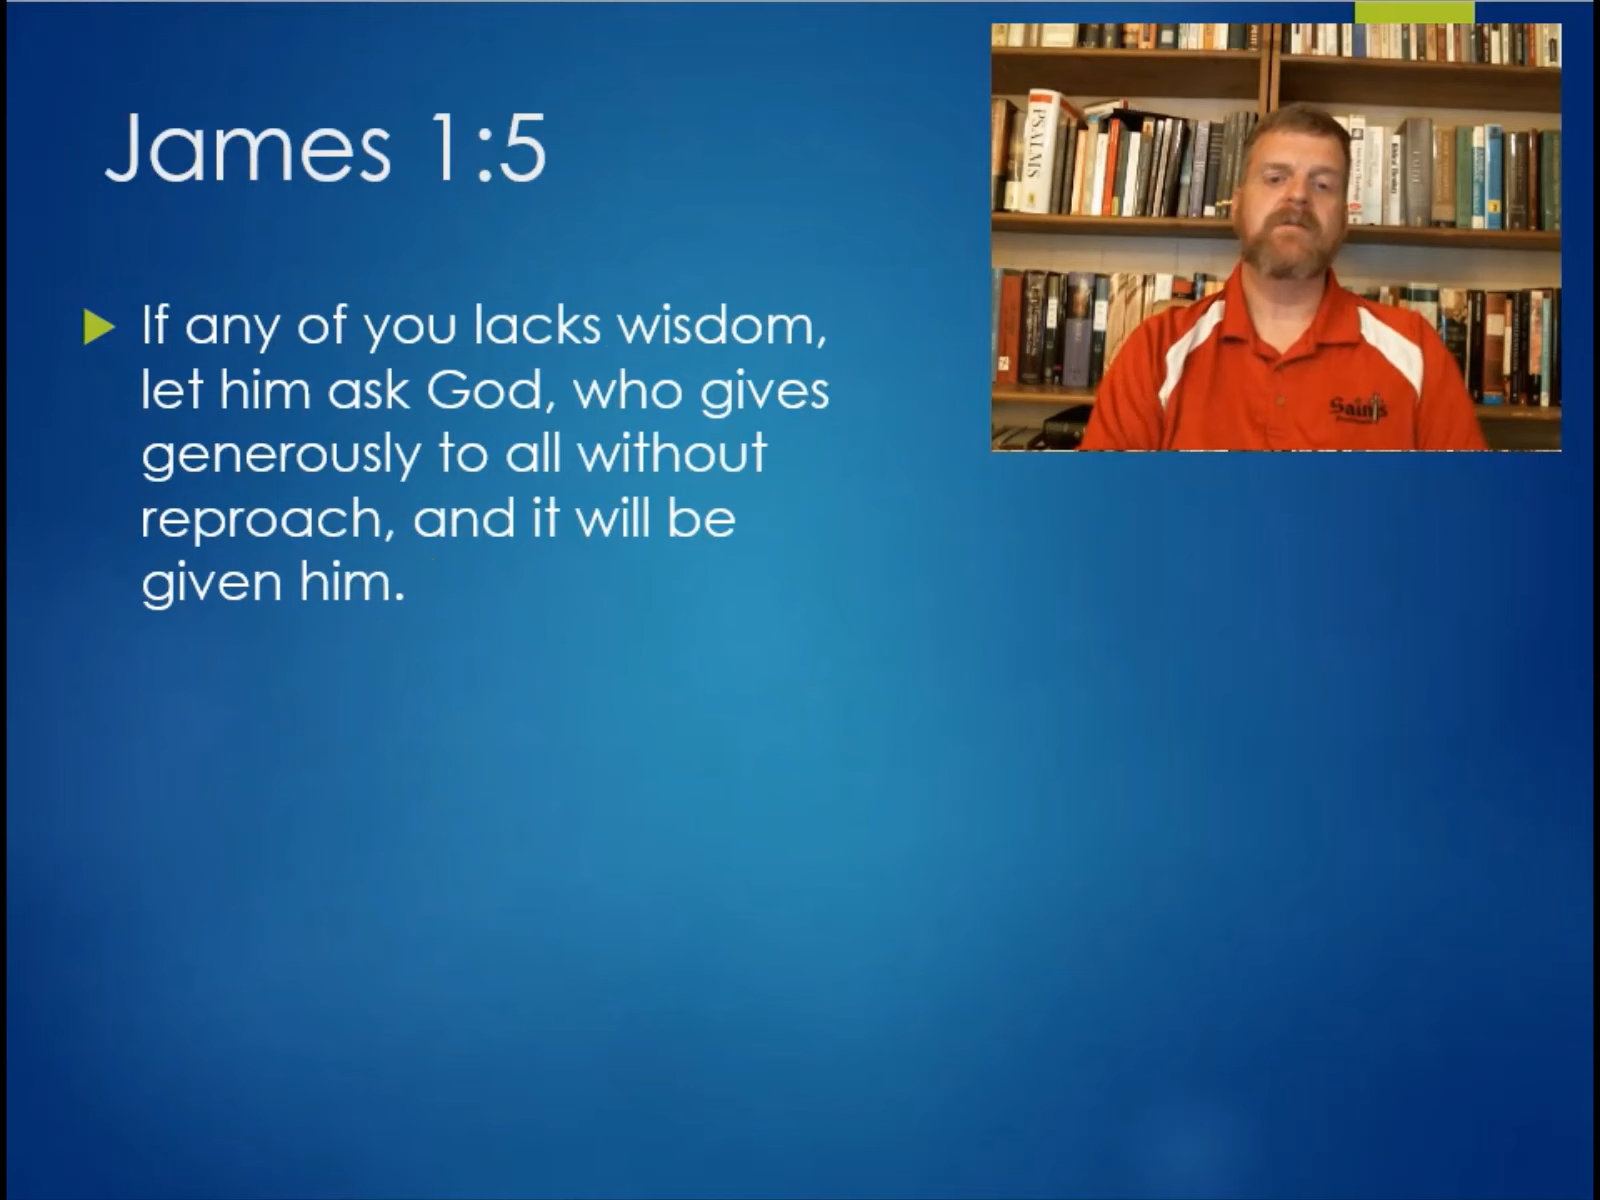 James 1:5
If any of you lacks wisdom,
let him ask God, who gives
generously to all without
reproach, and it will be
given him.
PSALMS
Saints